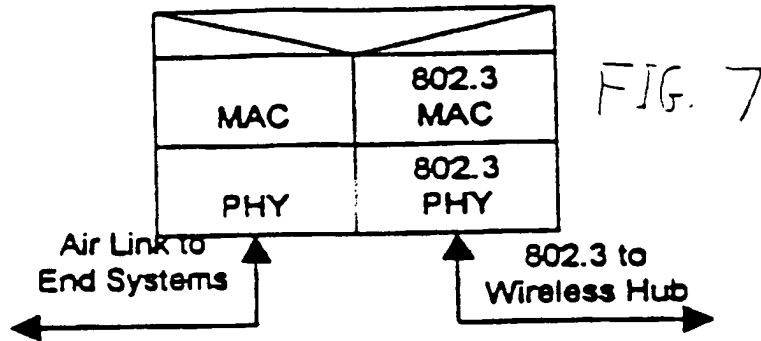 802.3
MAC
MAC
FIG. 7
802.3
PHY
PHY
Air Link to
End Systems
802.3 to
Wireless Hub